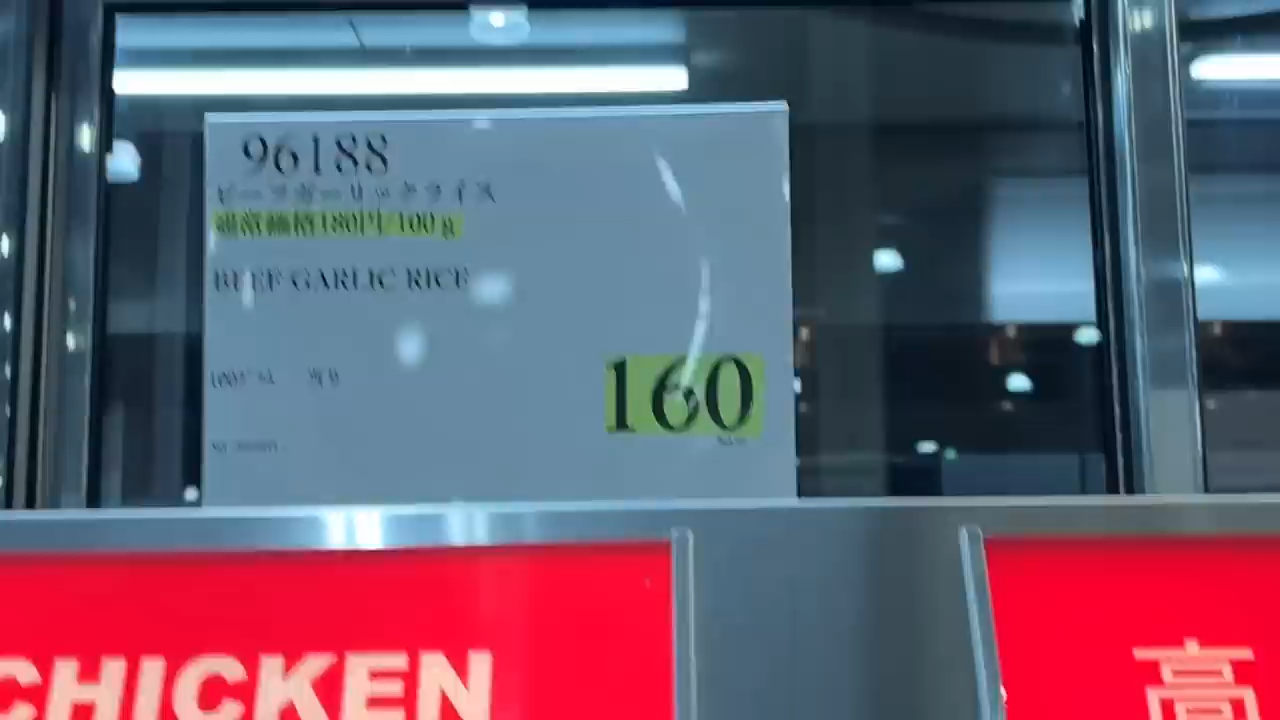 96188
ビーフガーリックライス
通常価格180円/100g
BEEF GARLIC RICE
160
CHICKEN
高